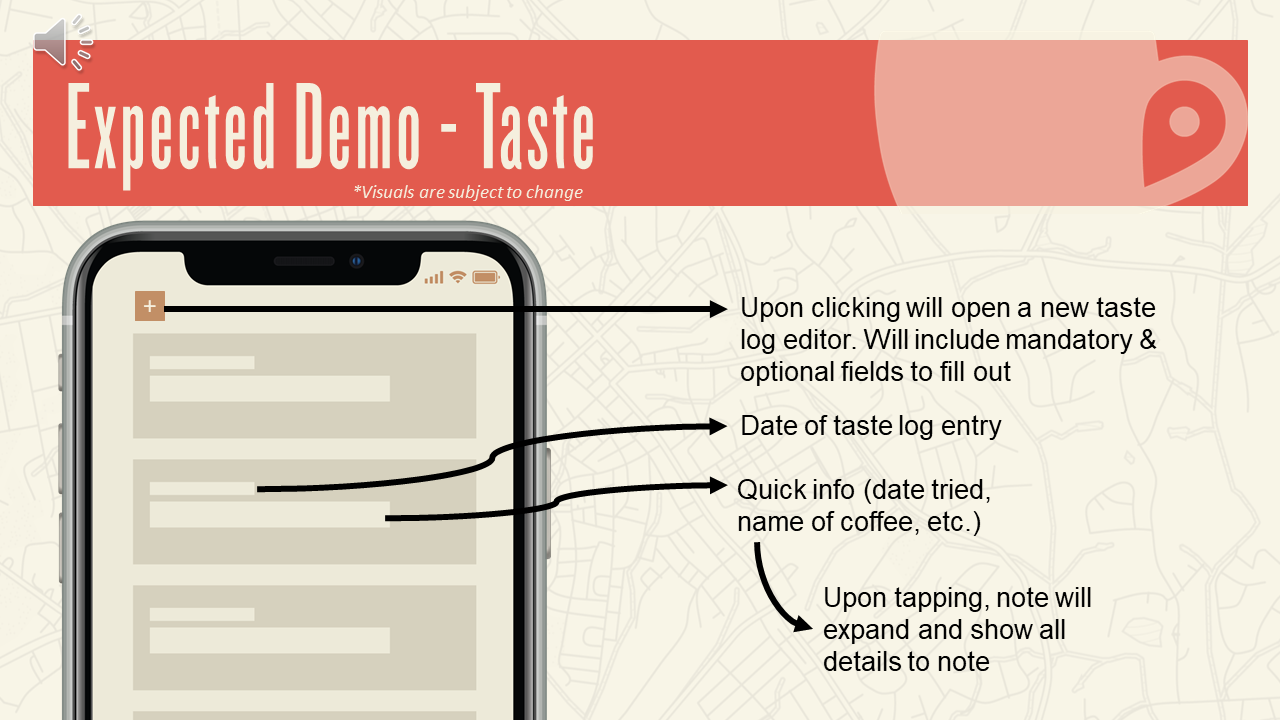 Expected Demo - Taste
*Visuals are subject to change
+
Upon clicking will open a new taste
log editor. Will include mandatory &
optional fields to fill out
Date of taste log entry
Quick info (date tried,
name of coffee, etc.)
Upon tapping, note will
expand and show all
details to note